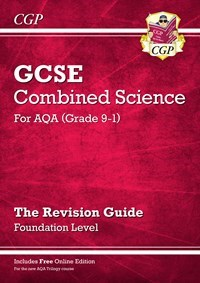 CGP
CGP
GCSE
Combined Science
For AQA (Grade 9-1)
The Revision Guide
Foundation Level
Includes Free Online Edition
For the new AQA Trilogy course